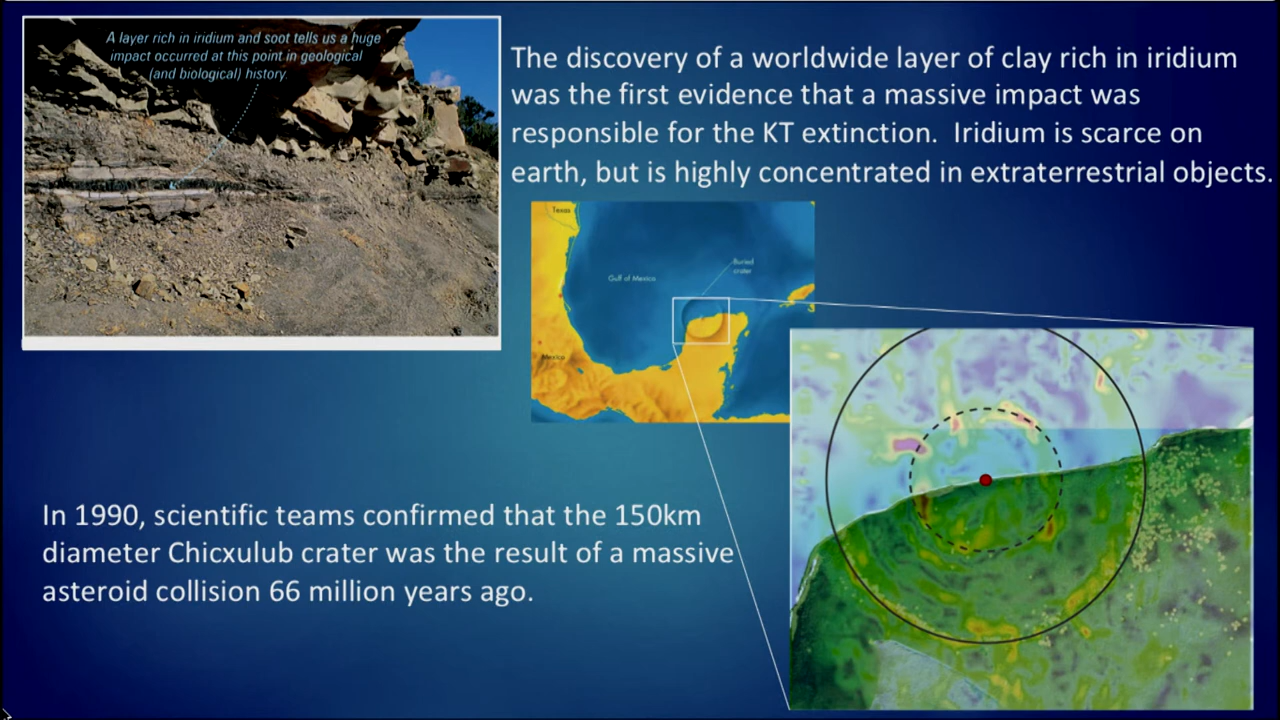 A layer rich in iridium and soot tells us a huge
impact occurred at this point in geological
(and biological) history.
The discovery of a worldwide layer of clay rich in iridium
was the first evidence that a massive impact was
responsible for the KT extinction.  Iridium is scarce on
earth, but is highly concentrated in extraterrestrial objects.
Texas
Buried
crater
Gulf of Mexico
Mexico
In 1990, scientific teams confirmed that the 150km
diameter Chicxulub crater was the result of a massive
asteroid collision 66 million years ago.